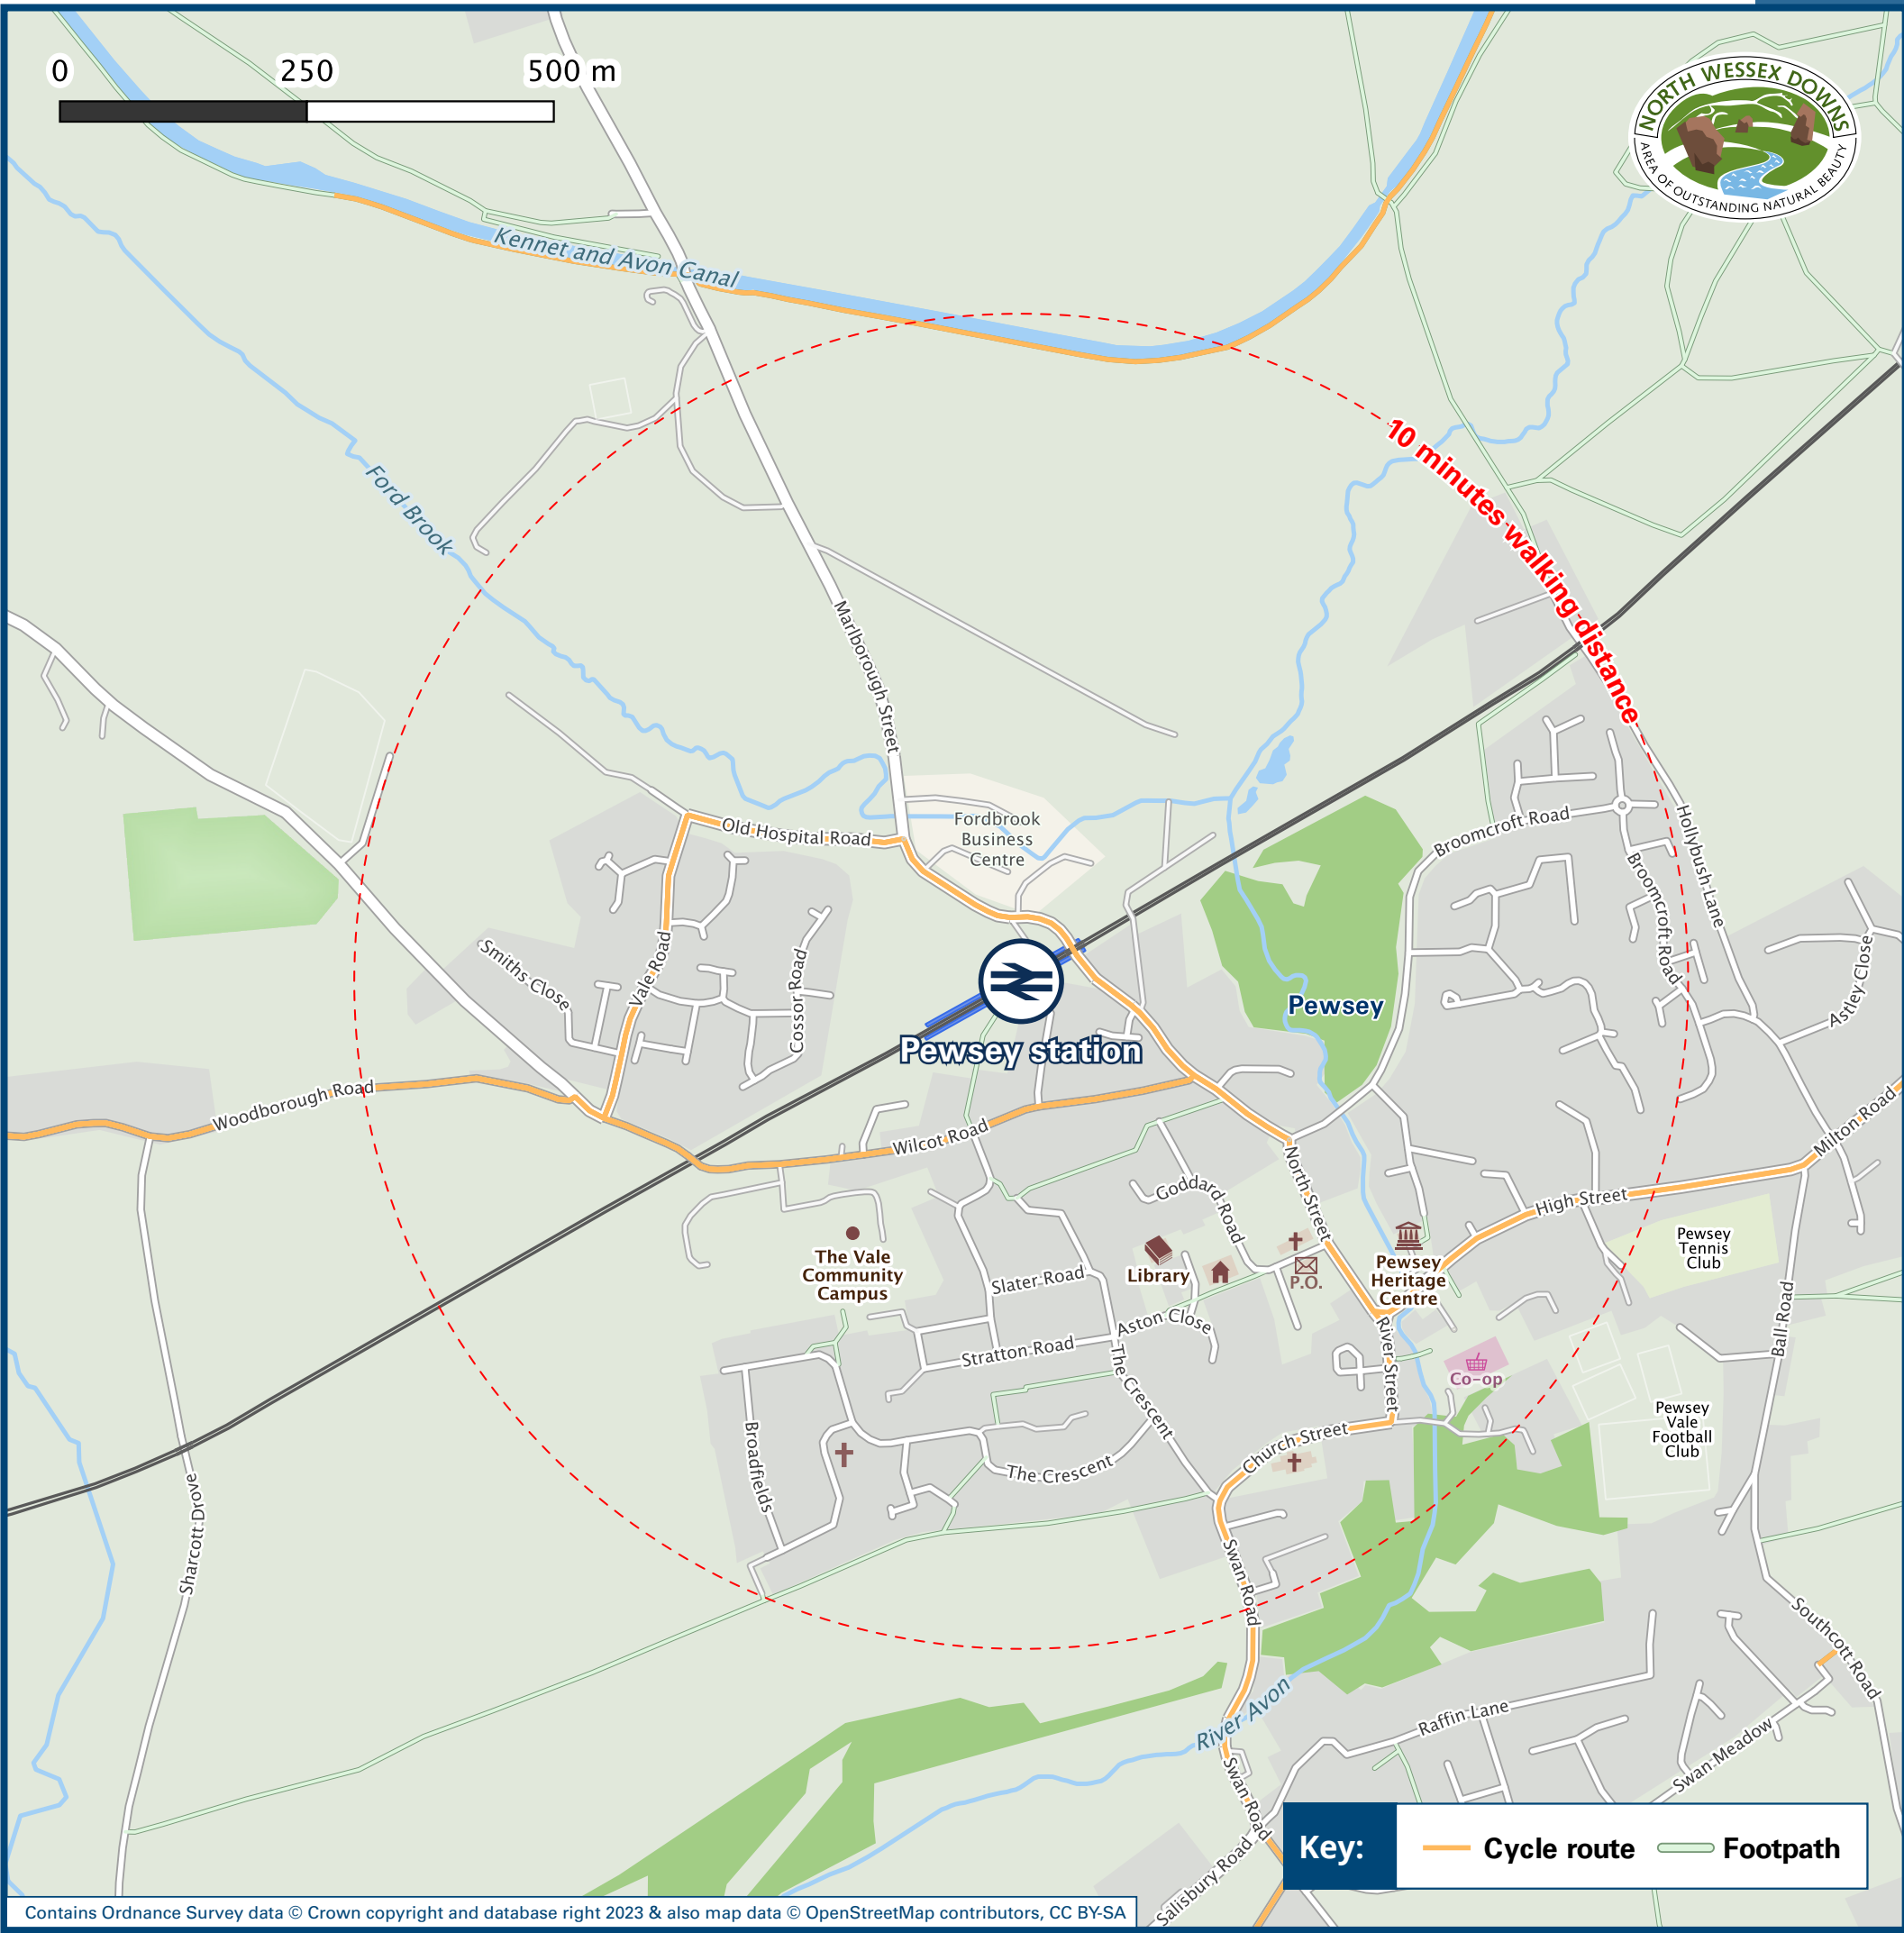 0 250 500 m
NORTH WESSEX DOWNS
AREA OF OUTSTANDING NATURAL BEAUTY
Kennet and Avon Canal
10 minutes walking distance
Ford Brook
Marlborough Street
Old Hospital Road
Fordbrook
Business
Centre
Broomcroft Road
Hollybush Lane
Broomcroft Road
Astley Close
Smiths Close
Vale Road
Cossor Road
Pewsey
Pewsey station
Woodborough Road
Wilcot Road
Milton Road
North Street
Goddard Road
High Street
The Vale
Community
Campus
Library
P.O.
Pewsey
Heritage
Centre
Pewsey
Tennis
Club
Slater Road
Aston Close
Stratton Road
River Street
Ball Road
Co-op
The Crescent
Pewsey
Vale
Football
Club
Broadfields
The Crescent
Church Street
Sharcott Drove
Swan Road
Southcott Road
River Avon
Raffin Lane
Swan Meadow
Swan Road
Salisbury Road
Key: Cycle route Footpath
Contains Ordnance Survey data © Crown copyright and database right 2023 & also map data © OpenStreetMap contributors, CC BY-SA